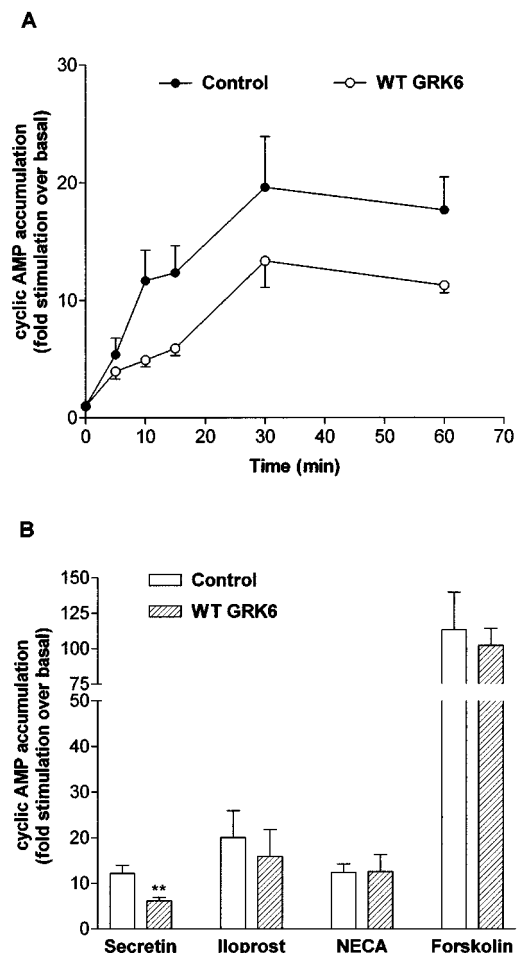 A
Control
WT GRK6
cyclic AMP accumulation
(fold stimulation over basal)
30
20
10
0
0
10
20
30
40
50
60
70
Time (min)
B
Control
WT GRK6
cyclic AMP accumulation
(fold stimulation over basal)
150
125
100
75
50
40
30
20
10
0
**
Secretin
Iloprost
NECA
Forskolin